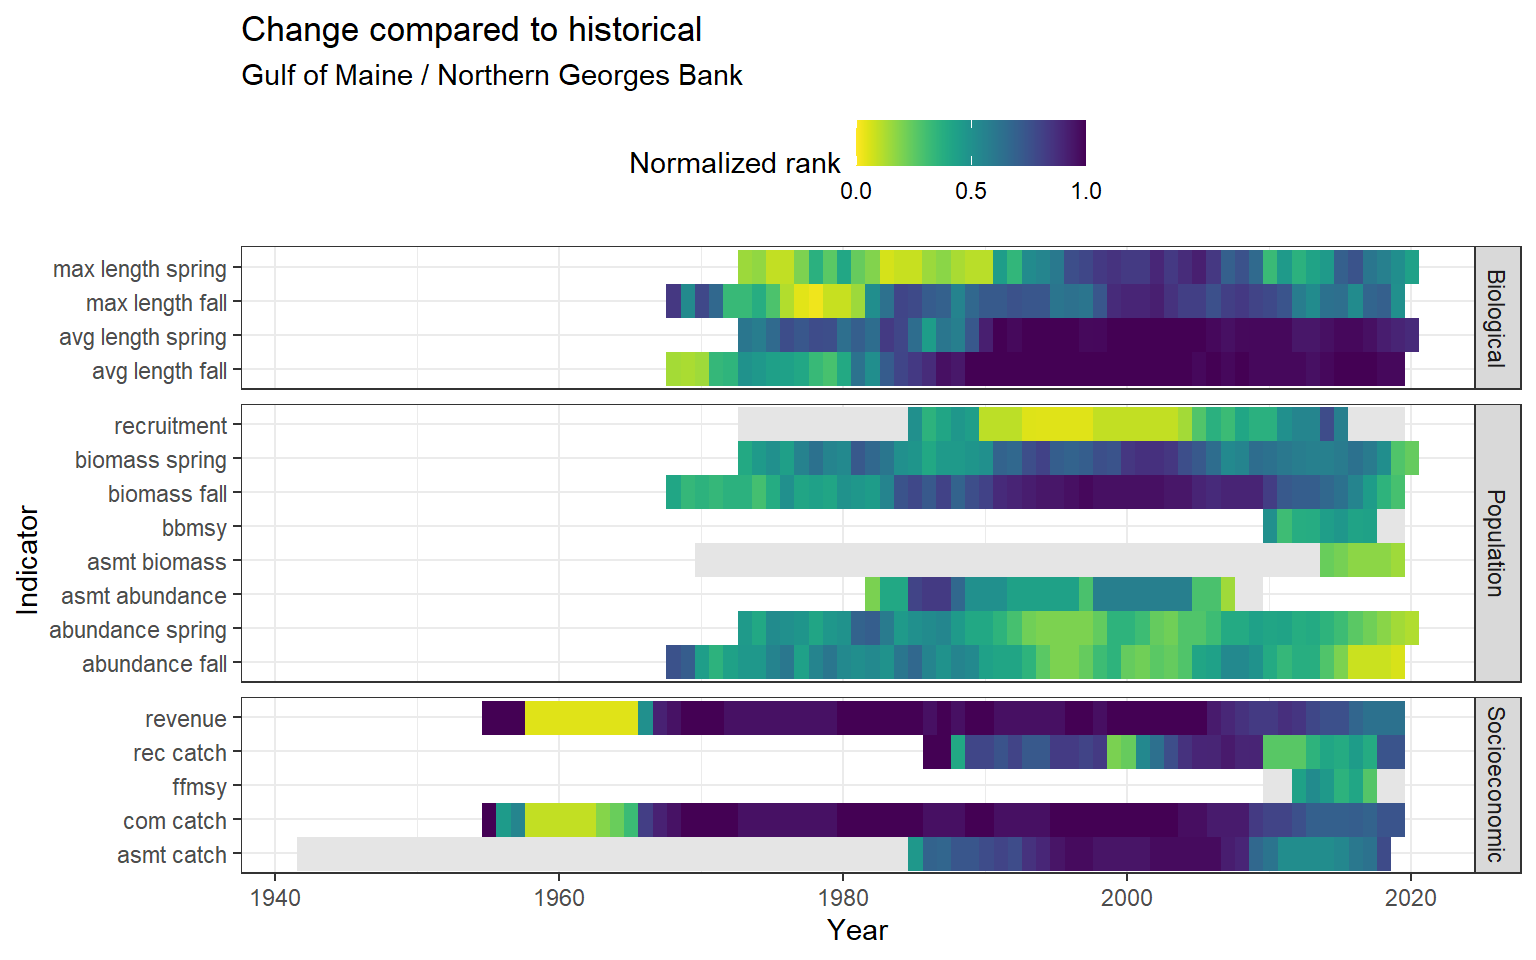 Change compared to historical
Gulf of Maine / Northern Georges Bank
Normalized rank
0.0 0.5 1.0
max length spring
max length fall
avg length spring
avg length fall
Biological
recruitment
biomass spring
biomass fall
bbmsy
asmt biomass
asmt abundance
abundance spring
abundance fall
Population
revenue
rec catch
ffmsy
com catch
asmt catch
Socioeconomic
Indicator
1940 1960 1980 2000 2020
Year